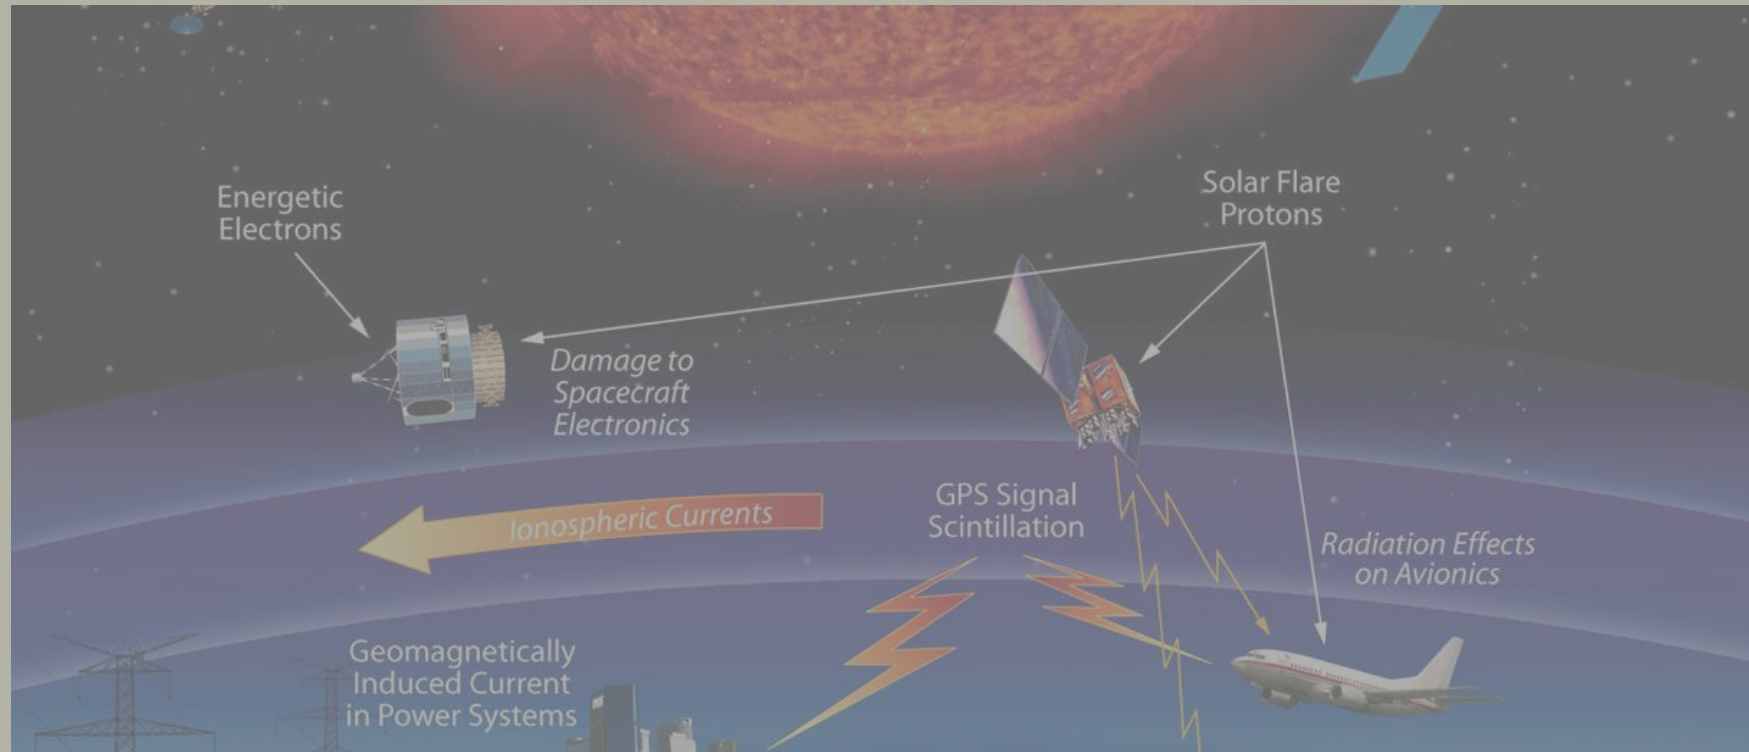 Energetic
Electrons
Solar Flare
Protons
Damage to
Spacecraft
Electronics
Ionospheric Currents
GPS Signal
Scintillation
Radiation Effects
on Avionics
Geomagnetically
Induced Current
in Power Systems